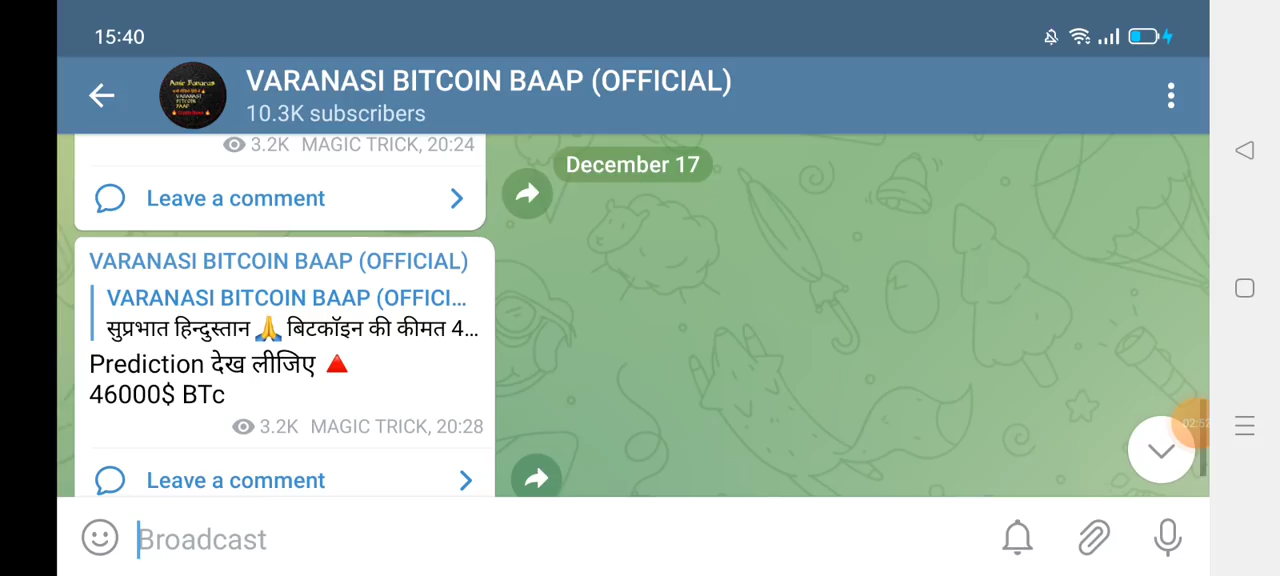 15:40
VARANASI BITCOIN BAAP (OFFICIAL)
10.3K subscribers
3.2K MAGIC TRICK, 20:24
December 17
Leave a comment
VARANASI BITCOIN BAAP (OFFICIAL)
VARANASI BITCOIN BAAP (OFFICI...
सुप्रभात हिन्दुस्तान 🙏 बिटकॉइन की कीमत 4...
Prediction देख लीजिए 🔺
46000$ BTc
3.2K MAGIC TRICK, 20:28
02:52
Leave a comment
Broadcast